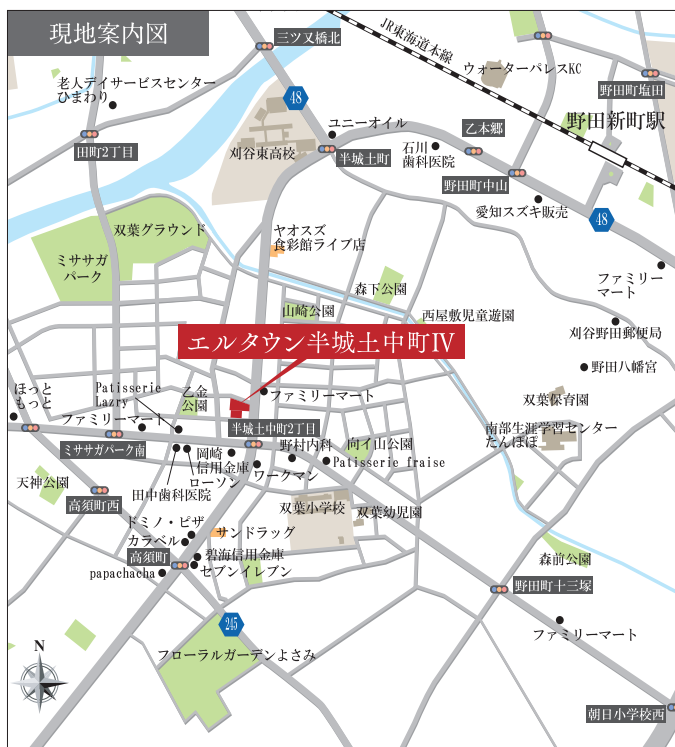 現地案内図
三ツ又橋北
JR東海道本線
ウォーターパレスKC
野田町塩田
老人デイサービスセンター
ひまわり
48
ユニーオイル
乙本郷
野田新町駅
田町2丁目
刈谷東高校
半城土町
石川
歯科医院
野田町中山
愛知スズキ販売
48
双葉グラウンド
ヤオスズ
食彩館ライブ店
ミササガ
パーク
ファミリー
マート
森下公園
山崎公園
西屋敷児童遊園
刈谷野田郵便局
エルタウン半城土中町Ⅳ
野田八幡宮
ほっと
もっと
Patisserie
Lazry
乙金
公園
ファミリーマート
双葉保育園
ファミリーマート
半城土中町2丁目
南部生涯学習センター
たんぽぽ
ミササガパーク南
岡崎
信用金庫
野村内科
向イ山公園
Patisserie fraise
ワークマン
ローソン
田中歯科医院
天神公園
高須町西
双葉小学校
双葉幼児園
ドミノ・ピザ
カラベル
サンドラッグ
高須町
碧海信用金庫
セブンイレブン
papachacha
森前公園
野田町十三塚
245
ファミリーマート
フローラルガーデンよさみ
N
朝日小学校西